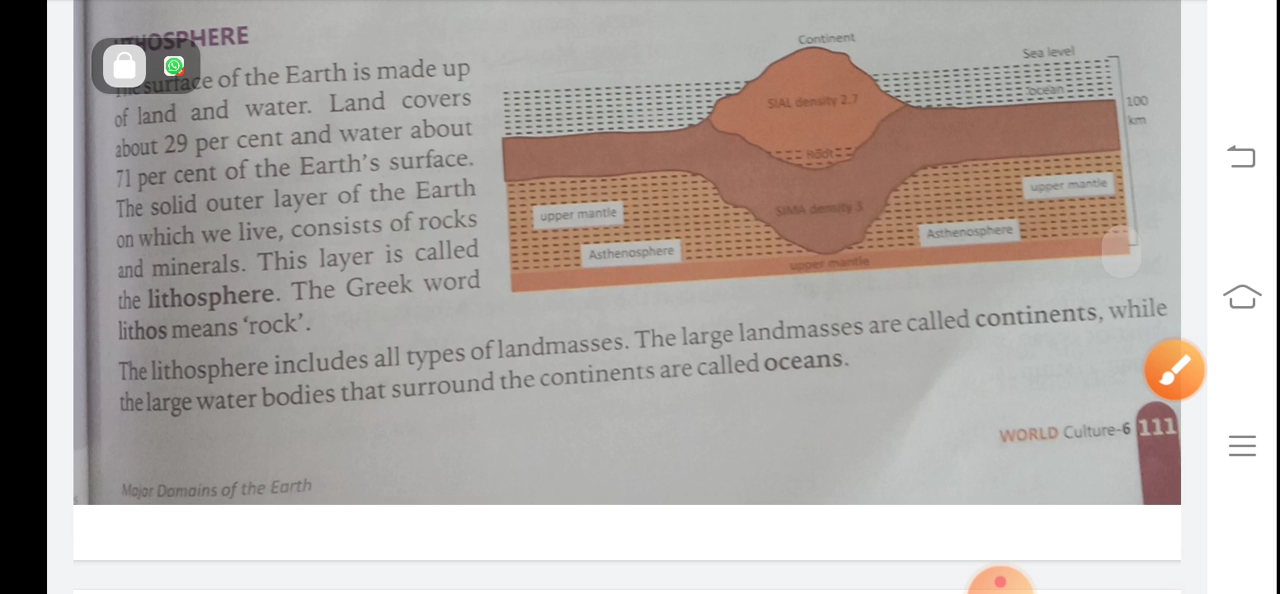 LITHOSPHERE
The surface of the Earth is made up
of land and water. Land covers
about 29 per cent and water about
71 per cent of the Earth's surface.
The solid outer layer of the Earth
on which we live, consists of rocks
and minerals. This layer is called
the lithosphere. The Greek word
lithos means 'rock'.
Continent
Sea level
ocean
SIAL density 2.7
100
km
Root
upper mantle
SIMA density 3
upper mantle
Asthenosphere
Asthenosphere
upper mantle
The lithosphere includes all types of landmasses. The large landmasses are called continents, while
the large water bodies that surround the continents are called oceans.
WORLD Culture-6 111
Major Domains of the Earth